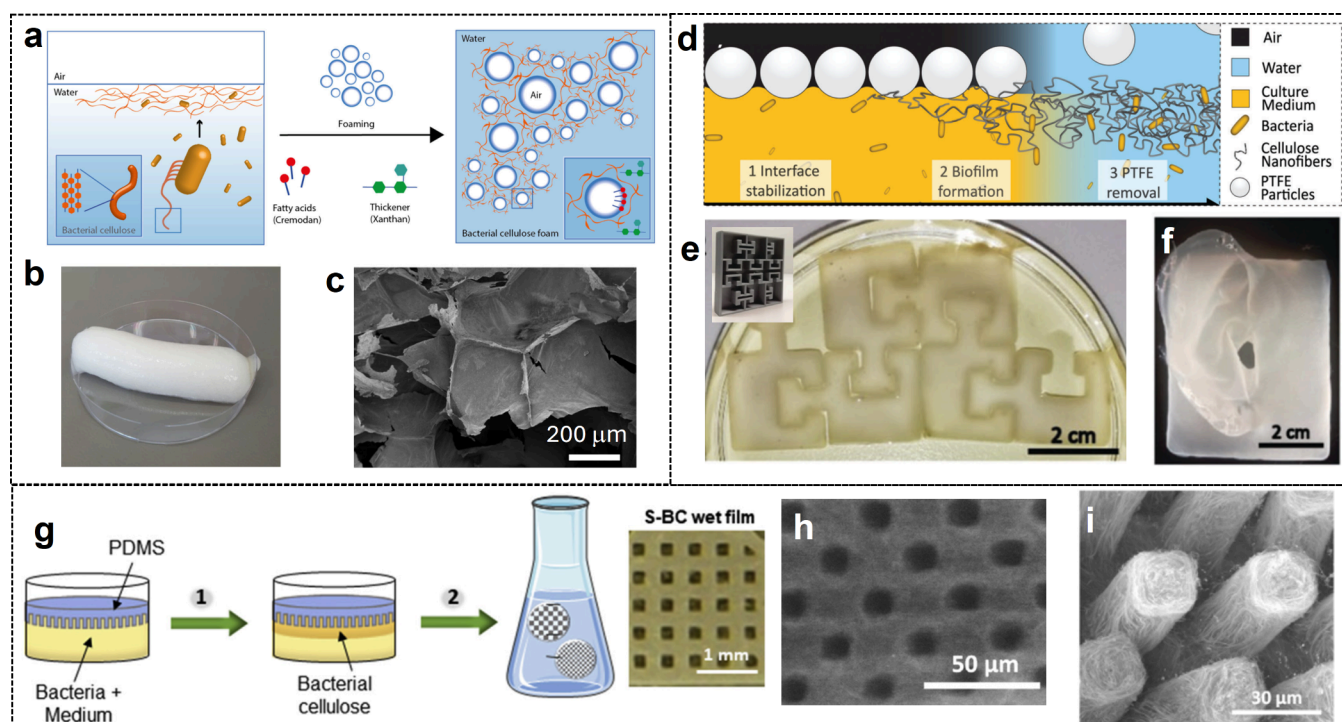 a
Water
Air
Water
Air
Foaming
Fatty acids
(Cremodan)
Thickener
(Xanthan)
Bacterial cellulose
Bacterial cellulose foam
b
c
200 µm
d
1 Interface
stabilization
2 Biofilm
formation
3 PTFE
removal
Air
Water
Culture
Medium
Bacteria
Cellulose
Nanofibers
PTFE
Particles
e
2 cm
f
2 cm
g
PDMS
1
2
Bacteria +
Medium
Bacterial
cellulose
S-BC wet film
1 mm
h
50 µm
i
30 µm